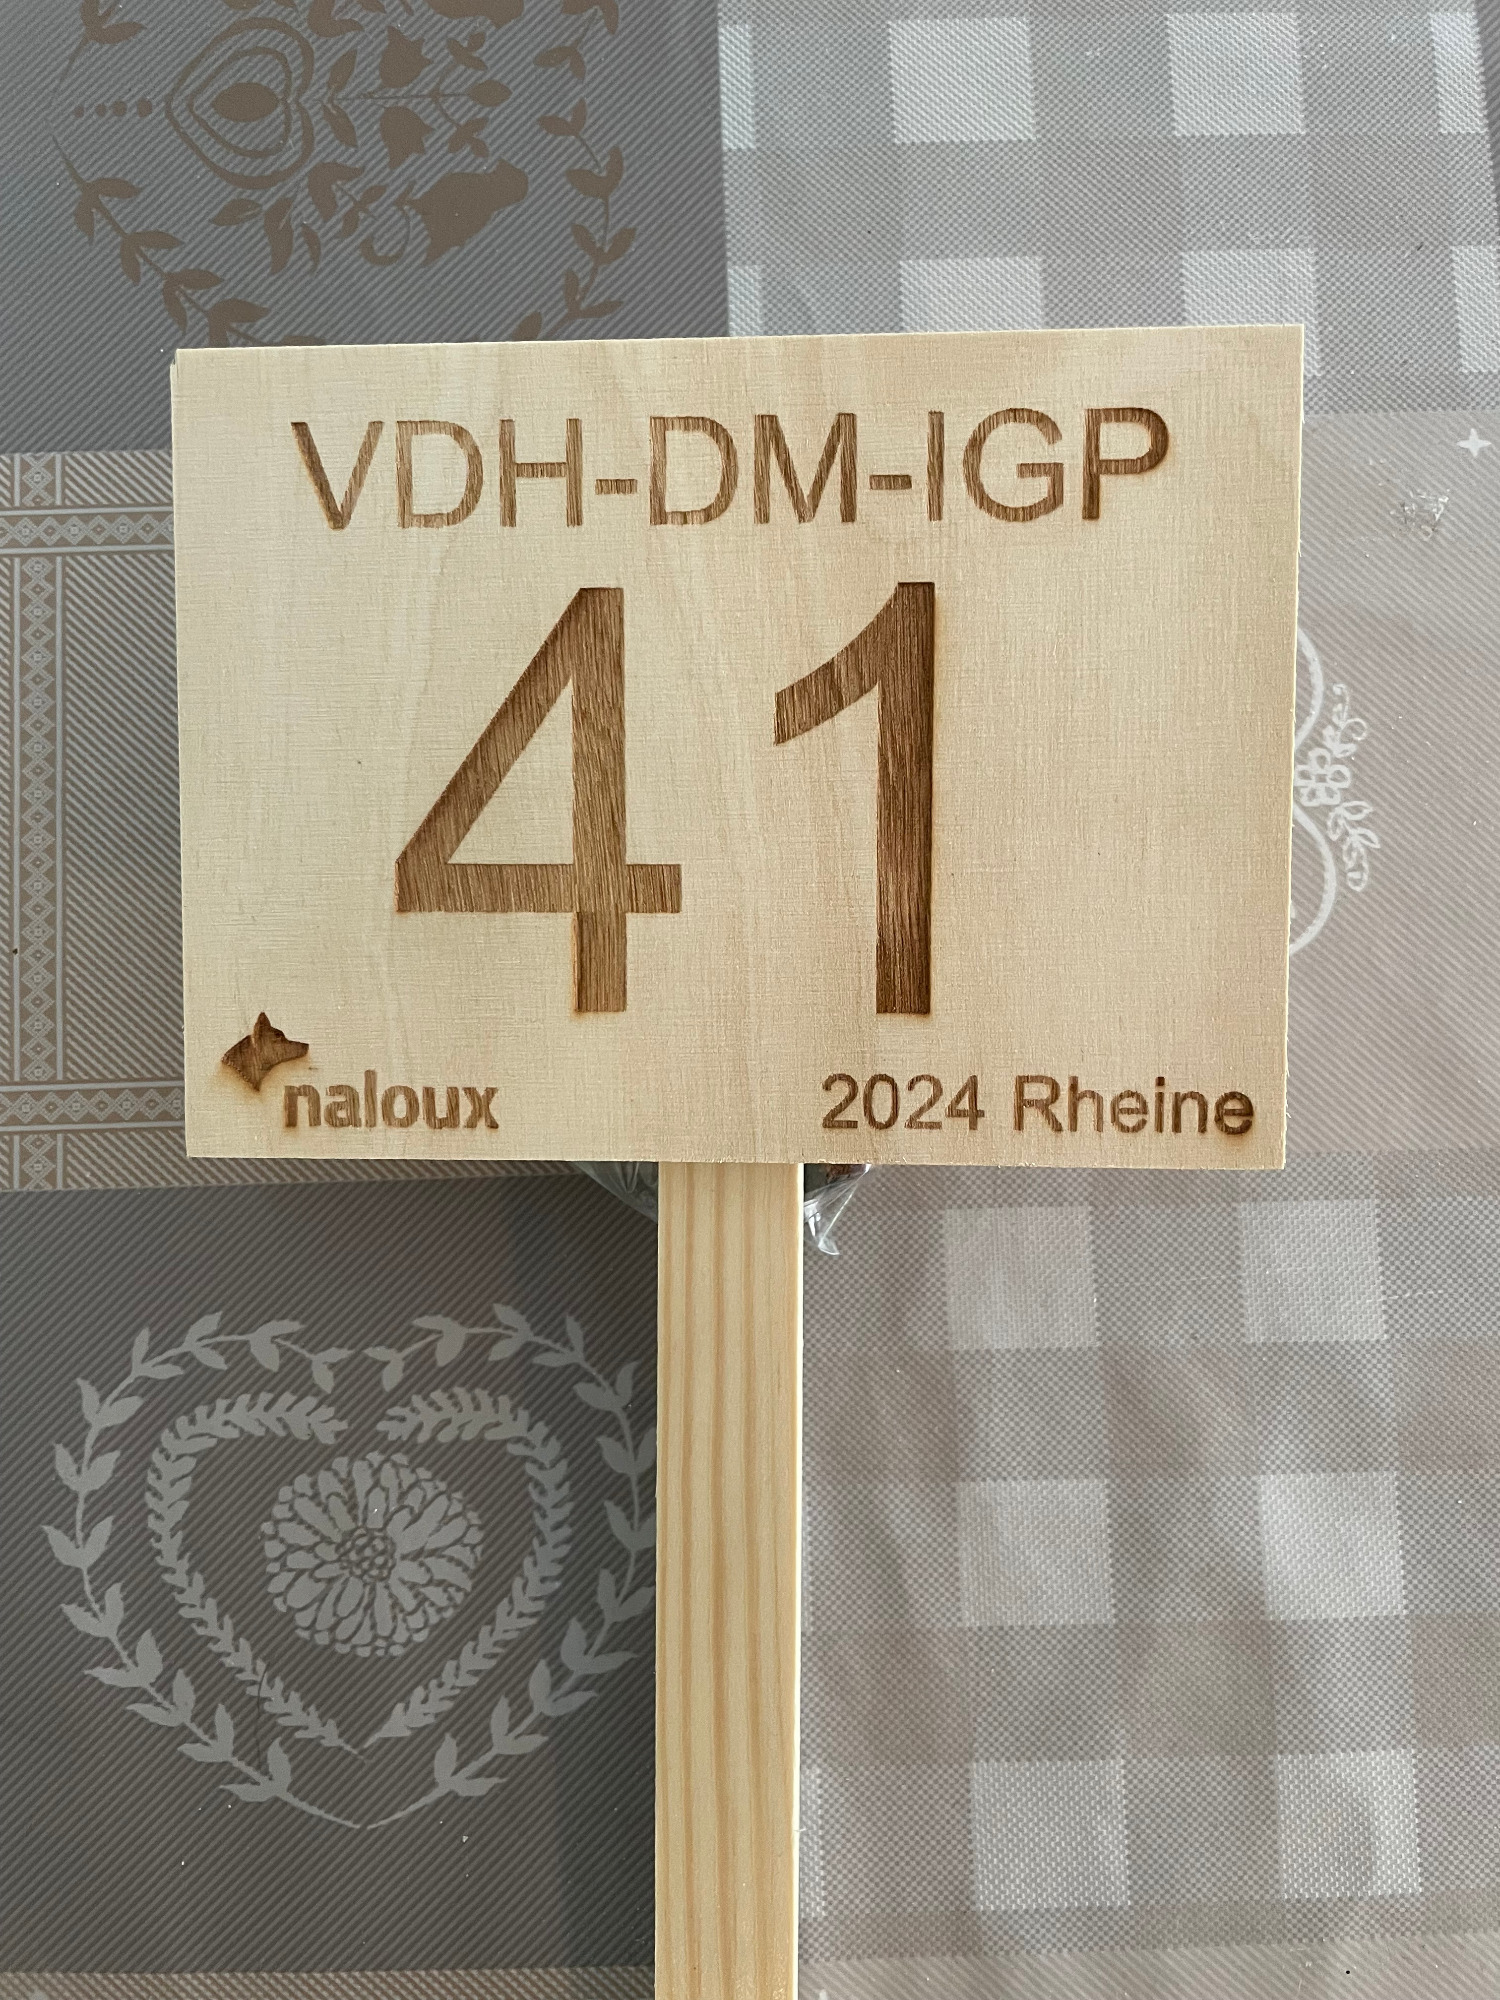 VDH-DM-IGP
41
naloux
2024 Rheine